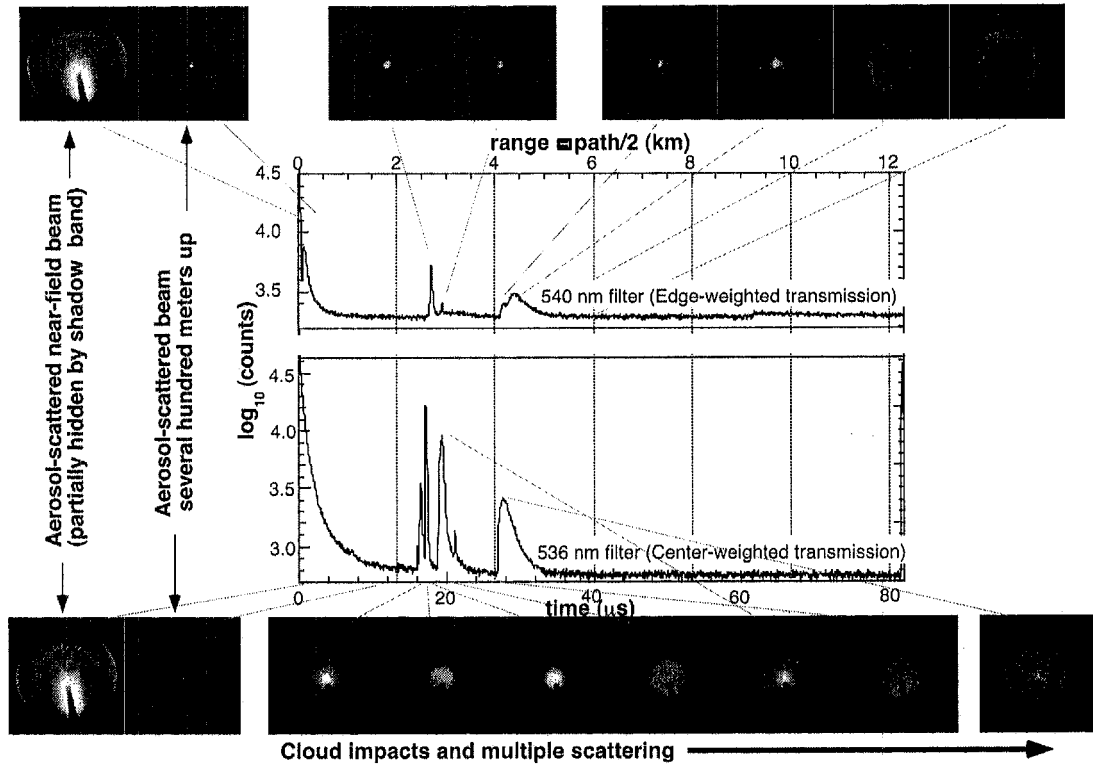 range =path/2 (km)
0 2 4 6 8 10 12
4.5
4.0
3.5
540 nm filter (Edge-weighted transmission)
log10 (counts)
4.5
4.0
3.5
3.0
536 nm filter (Center-weighted transmission)
0 20 40 60 80
time (μs)
Aerosol-scattered near-field beam
(partially hidden by shadow band)
Aerosol-scattered beam
several hundred meters up
Cloud impacts and multiple scattering